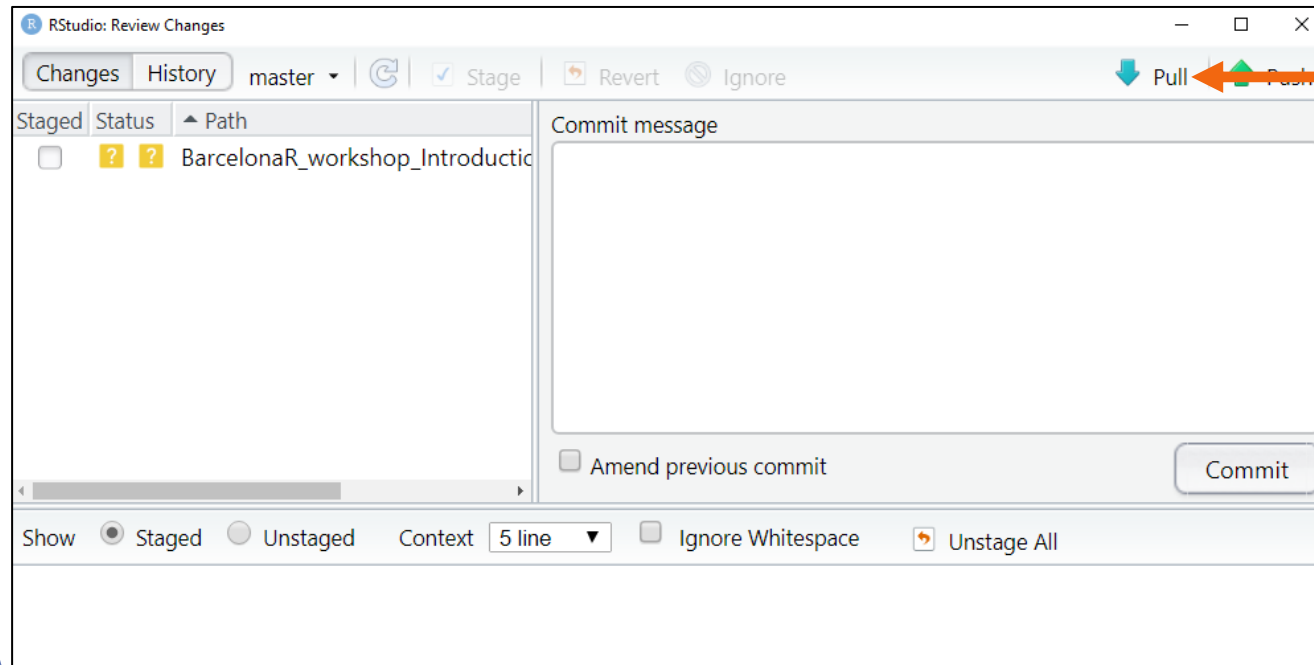 R RStudio: Review Changes
Changes History master Stage Revert Ignore Pull Push
Staged Status Path Commit message
? ? BarcelonaR_workshop_Introductic
Amend previous commit Commit
Show Staged Unstaged Context 5 line Ignore Whitespace Unstage All